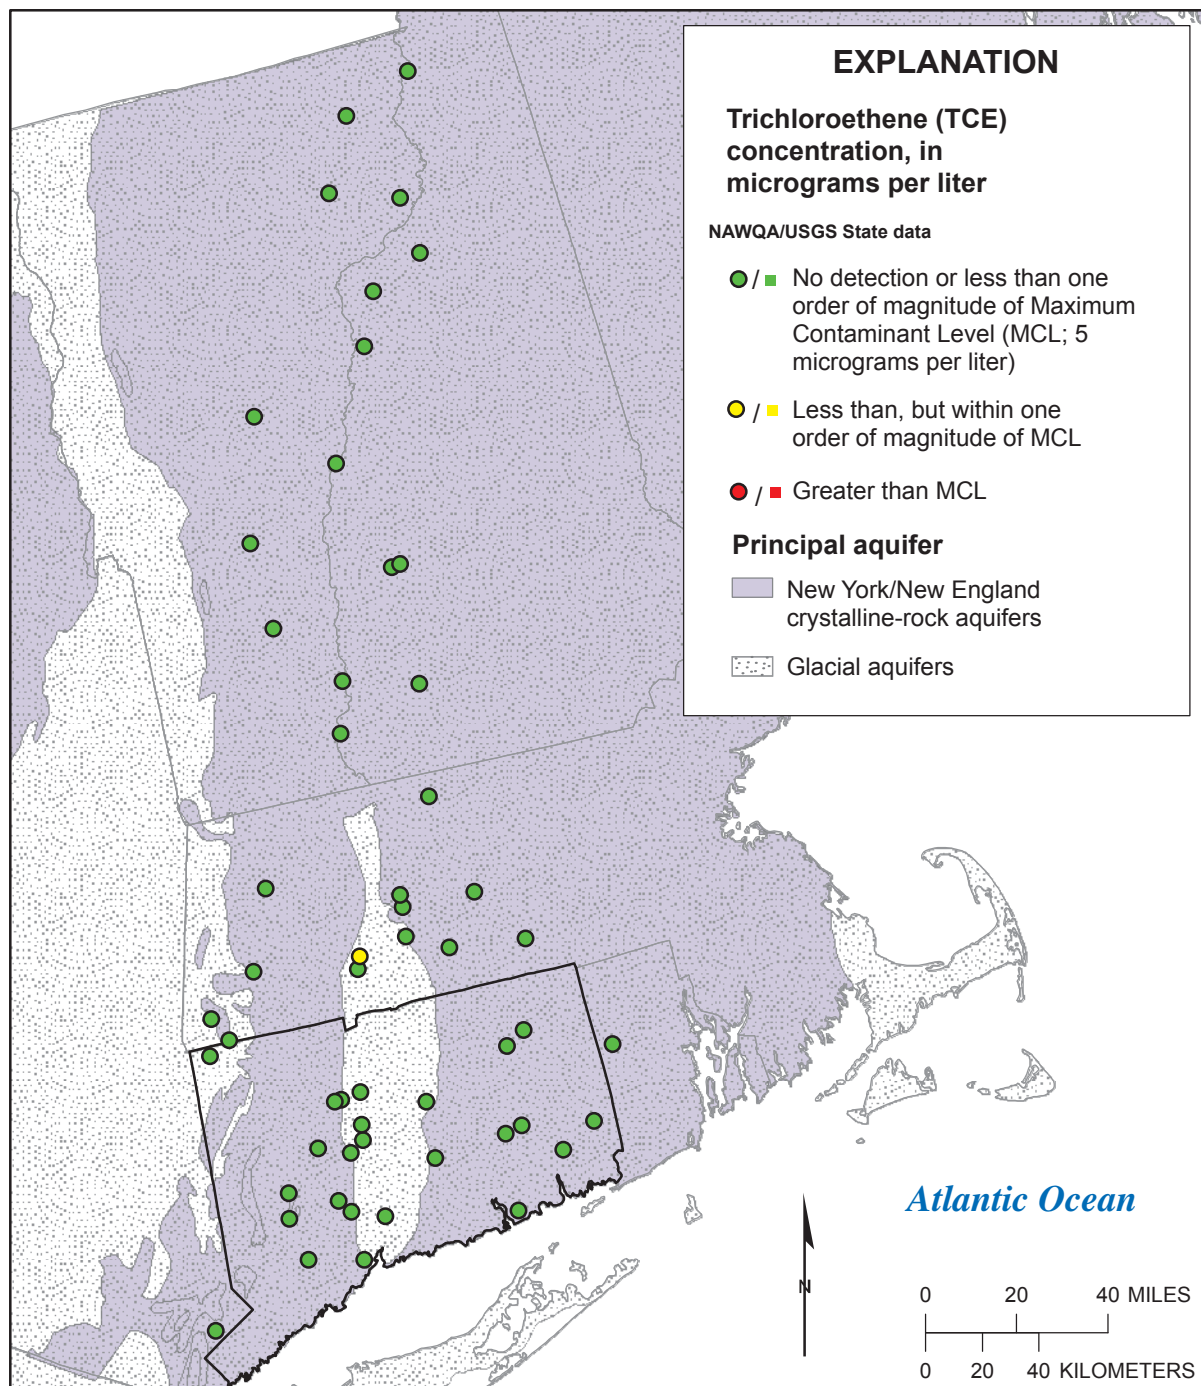 EXPLANATION
Trichloroethene (TCE)
concentration, in
micrograms per liter
NAWQA/USGS State data
/ No detection or less than one
order of magnitude of Maximum
Contaminant Level (MCL; 5
micrograms per liter)
/ Less than, but within one
order of magnitude of MCL
/ Greater than MCL
Principal aquifer
New York/New England
crystalline-rock aquifers
Glacial aquifers
Atlantic Ocean
N
0 20 40 MILES
0 20 40 KILOMETERS